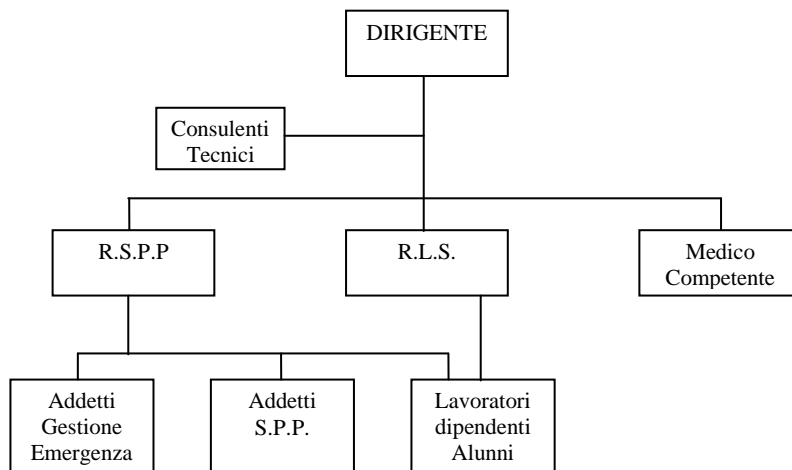 DIRIGENTE
Consulenti
Tecnici
R.S.P.P
R.L.S.
Medico
Competente
Addetti
Gestione
Emergenza
Addetti
S.P.P.
Lavoratori
dipendenti
Alunni